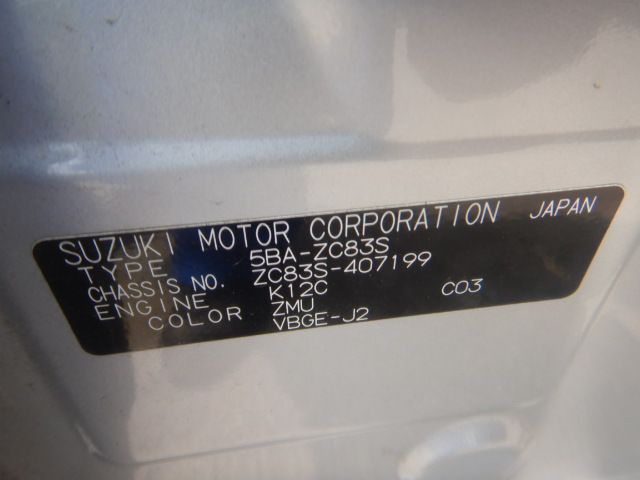 SUZUKI MOTOR CORPORATION JAPAN
TYPE 5BA-ZC83S
CHASSIS NO. ZC83S-407199
ENGINE K12C C03
COLOR ZMU
VBGE-J2